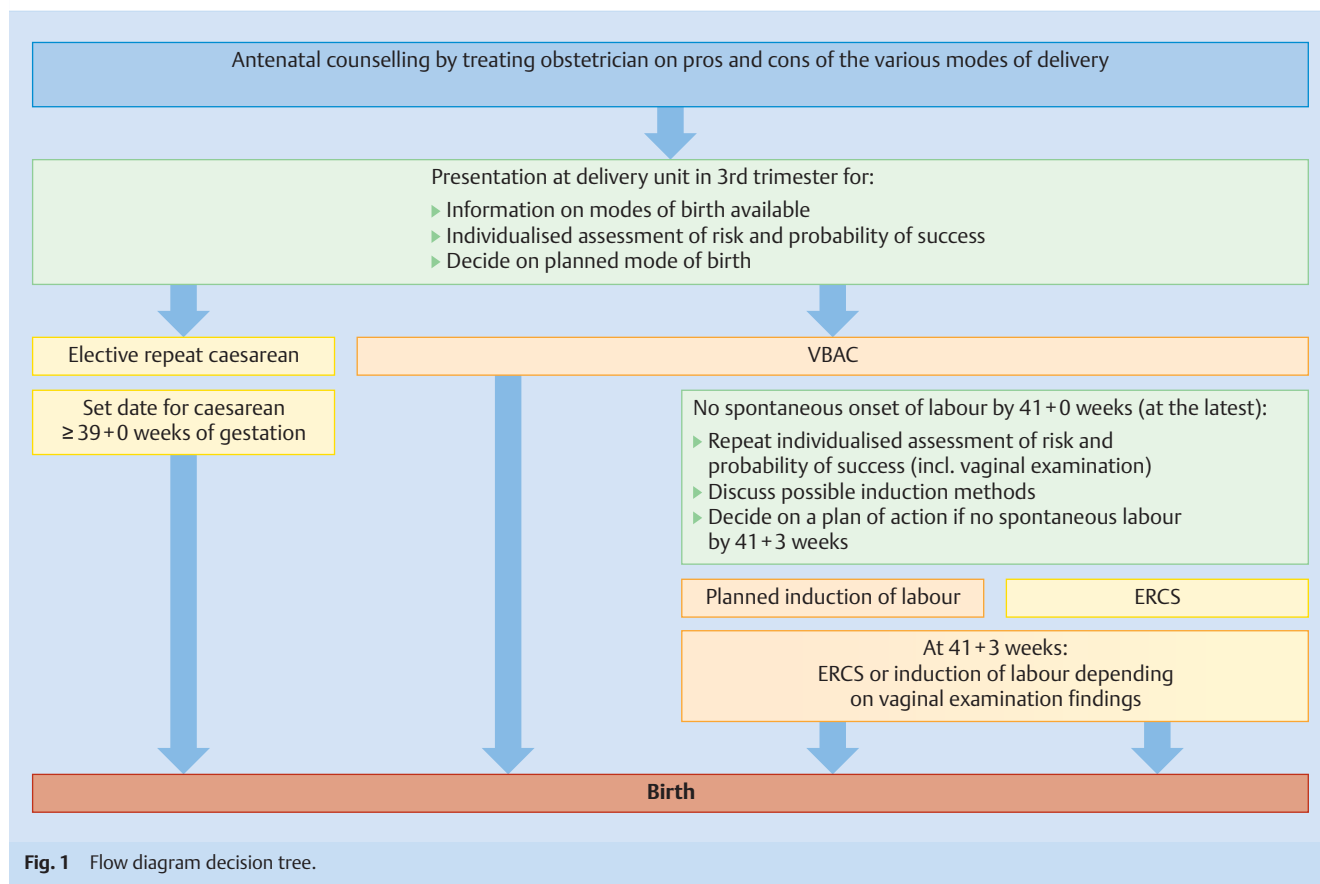 Antenatal counselling by treating obstetrician on pros and cons of the various modes of delivery
Presentation at delivery unit in 3rd trimester for:
▶ Information on modes of birth available
▶ Individualised assessment of risk and probability of success
▶ Decide on planned mode of birth
Elective repeat caesarean
VBAC
Set date for caesarean
≥ 39+0 weeks of gestation
No spontaneous onset of labour by 41+0 weeks (at the latest):
▶ Repeat individualised assessment of risk and
probability of success (incl. vaginal examination)
▶ Discuss possible induction methods
▶ Decide on a plan of action if no spontaneous labour
by 41+3 weeks
Planned induction of labour
ERCS
At 41+3 weeks:
ERCS or induction of labour depending
on vaginal examination findings
Birth
Fig. 1 Flow diagram decision tree.